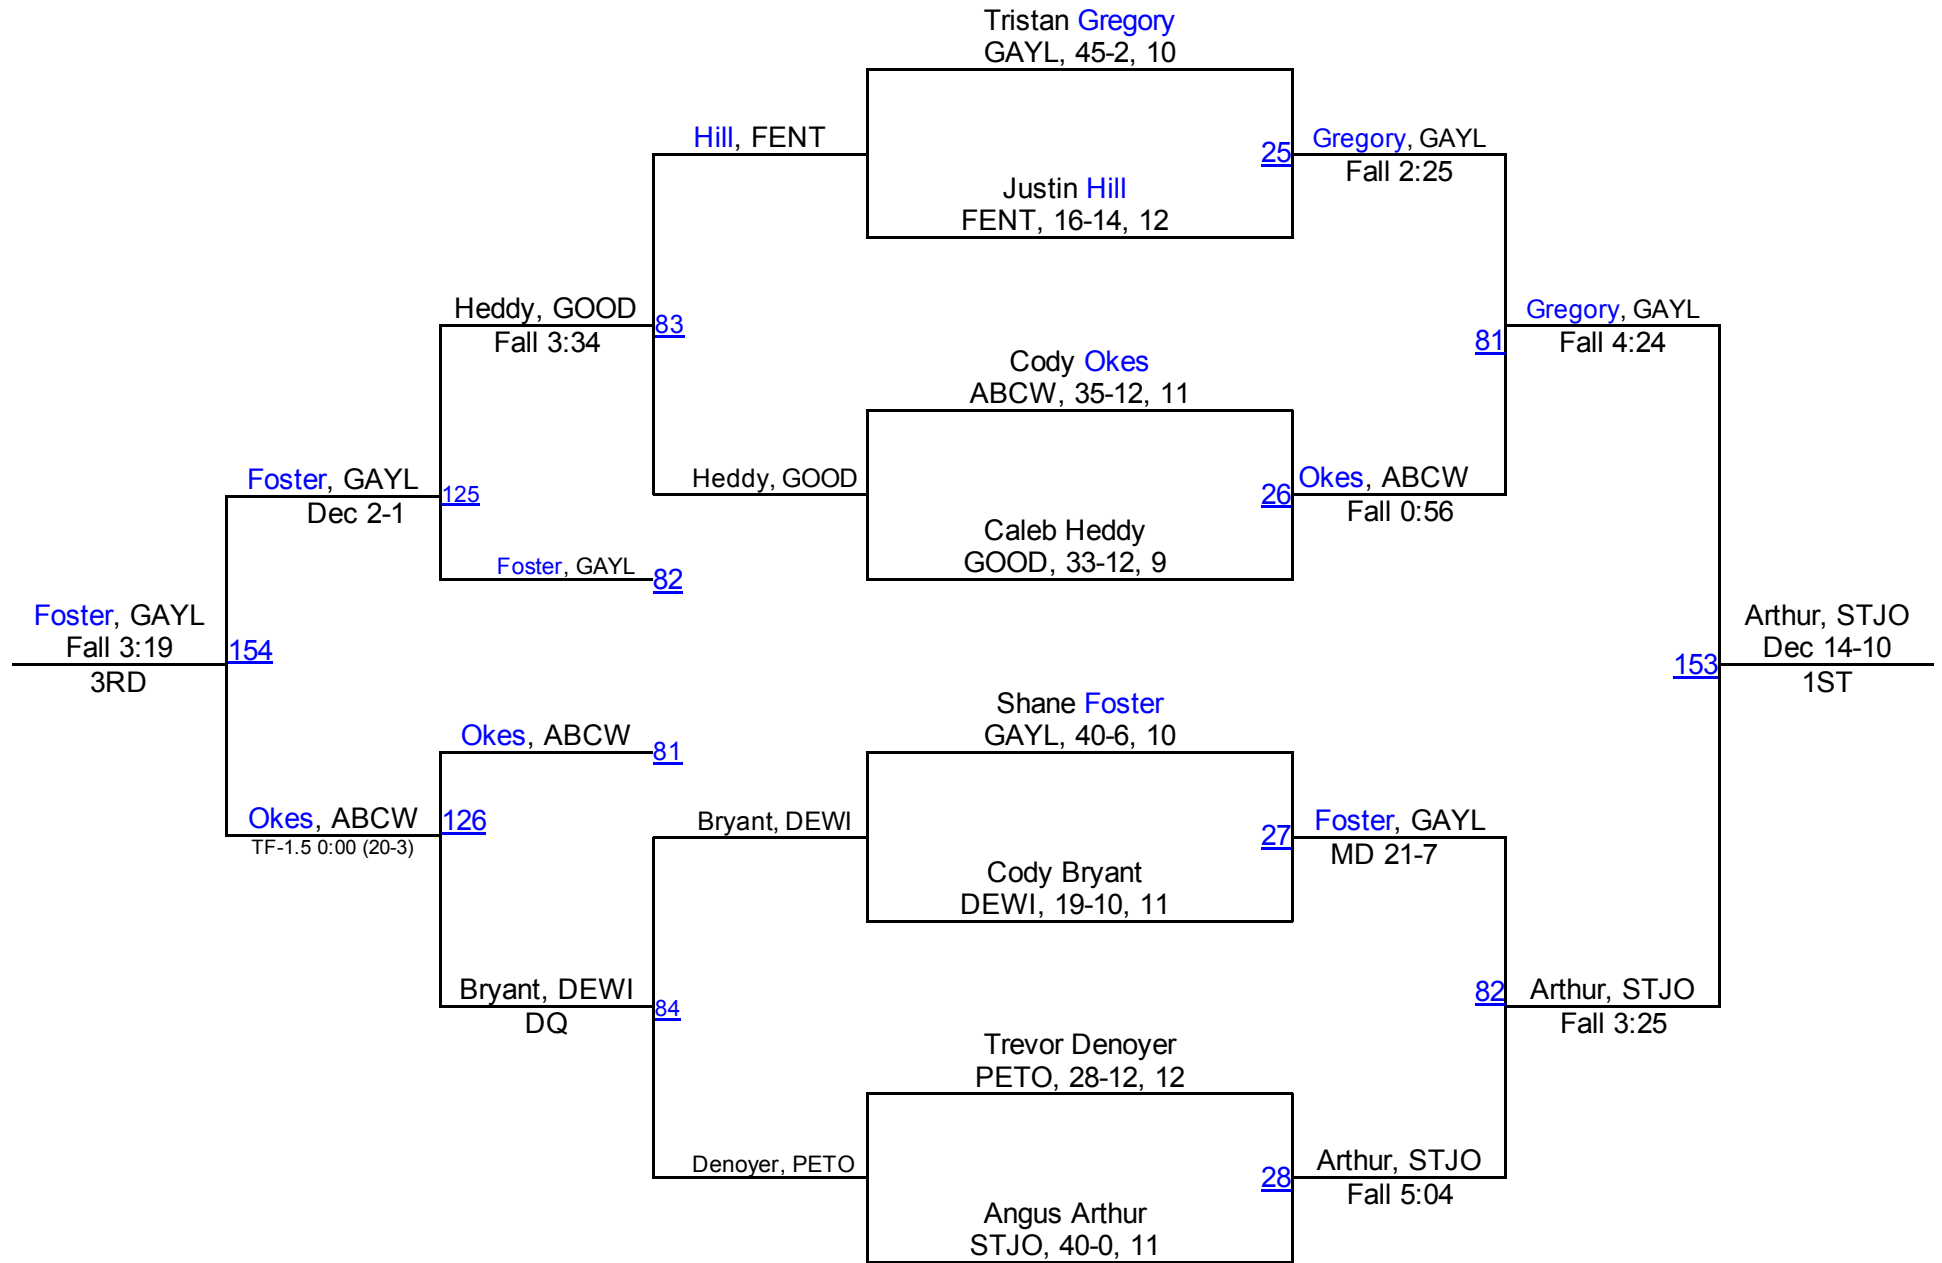 Tristan Gregory
GAYL, 45-2, 10
Hill, FENT
25
Gregory, GAYL
Fall 2:25
Justin Hill
FENT, 16-14, 12
Heddy, GOOD
Fall 3:34
83
Gregory, GAYL
Fall 4:24
81
Cody Okes
ABCW, 35-12, 11
Foster, GAYL
Dec 2-1
125
Heddy, GOOD
26
Okes, ABCW
Fall 0:56
Caleb Heddy
GOOD, 33-12, 9
Foster, GAYL
82
Foster, GAYL
Fall 3:19
3RD
154
Arthur, STJO
Dec 14-10
1ST
153
Shane Foster
GAYL, 40-6, 10
Okes, ABCW
81
Okes, ABCW
TF-1.5 0:00 (20-3)
126
Bryant, DEWI
27
Foster, GAYL
MD 21-7
Cody Bryant
DEWI, 19-10, 11
Bryant, DEWI
DQ
84
82
Arthur, STJO
Fall 3:25
Trevor Denoyer
PETO, 28-12, 12
Denoyer, PETO
28
Arthur, STJO
Fall 5:04
Angus Arthur
STJO, 40-0, 11